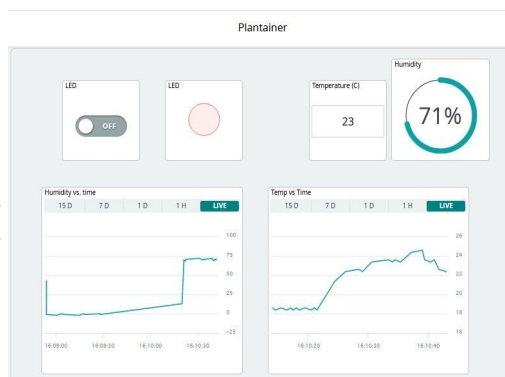 Plantainer
Humidity
LED
LED
Temperature (C)
OFF
23
71%
Humidity vs. time
15 D 7 D 1 D 1 H LIVE
100
75
50
25
0
-25
16:09:00 16:09:30 16:10:00 16:10:30
Temp vs Time
15 D 7 D 1 D 1 H LIVE
26
24
22
20
18
16
16:10:20 16:10:30 16:10:40